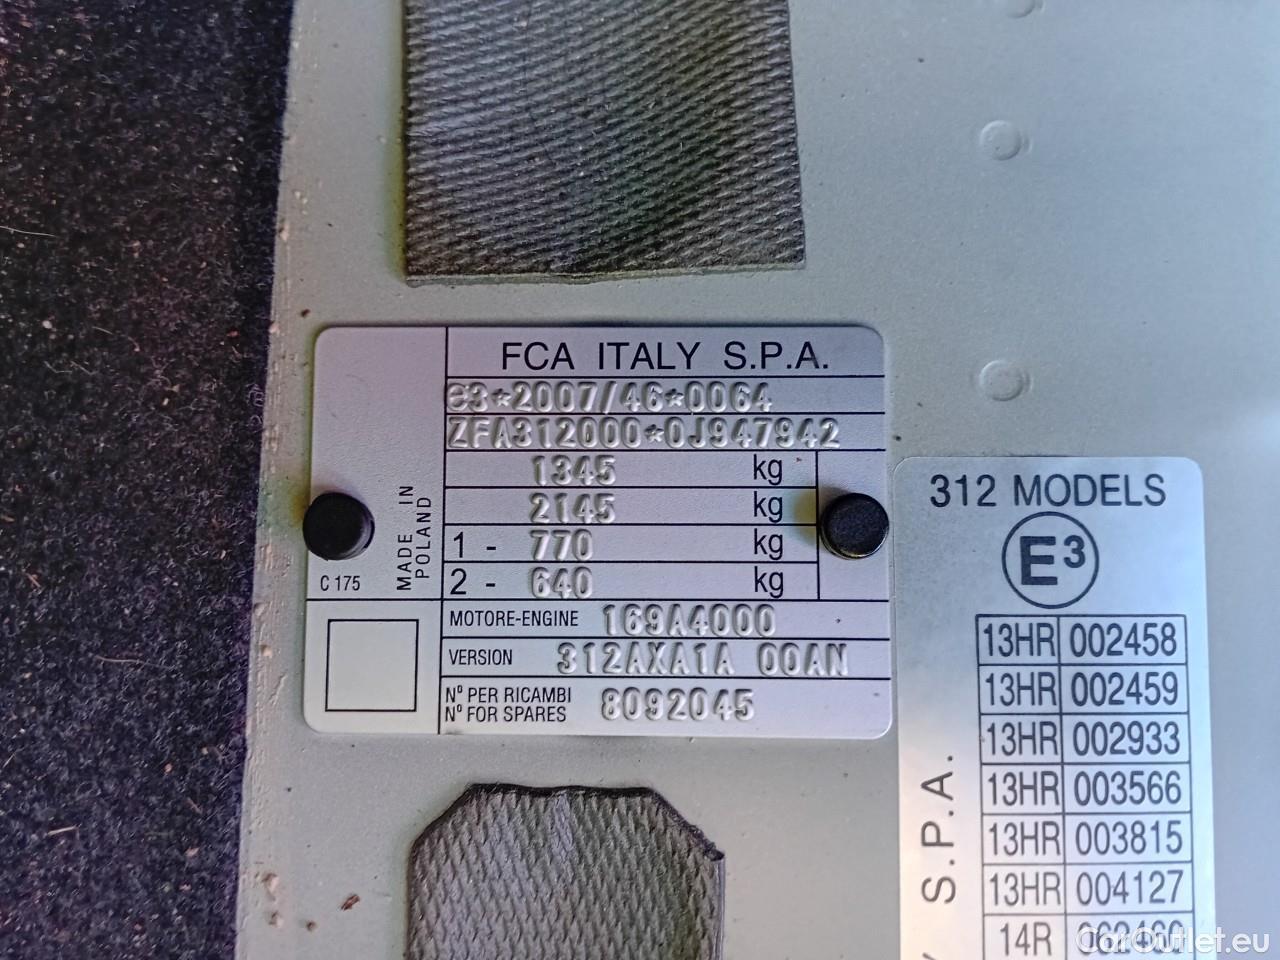 FCA ITALY S.P.A.
e3*2007/46*0064
ZFA312000*0J947942
1345 kg
2145 kg
1 - 770 kg
2 - 640 kg
MADE IN POLAND
C 175
MOTORE-ENGINE 169A4000
VERSION 312AXA1A 00AN
N° PER RICAMBI
N° FOR SPARES 8092045
312 MODELS
E3
13HR 002458
13HR 002459
13HR 002933
13HR 003566
13HR 003815
13HR 004127
14R
S.P.A.
CarOutlet.eu